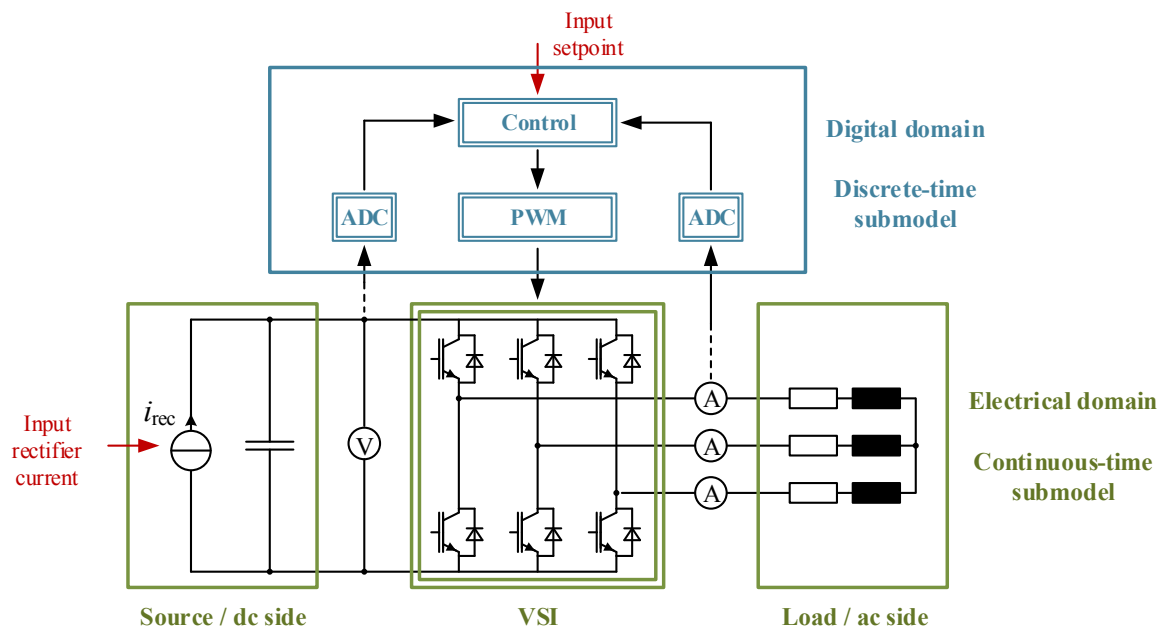 Input
setpoint
Control
Digital domain
ADC
PWM
ADC
Discrete-time
submodel
i_rec
Input
rectifier
current
V
A
A
A
Electrical domain
Continuous-time
submodel
Source / dc side
VSI
Load / ac side